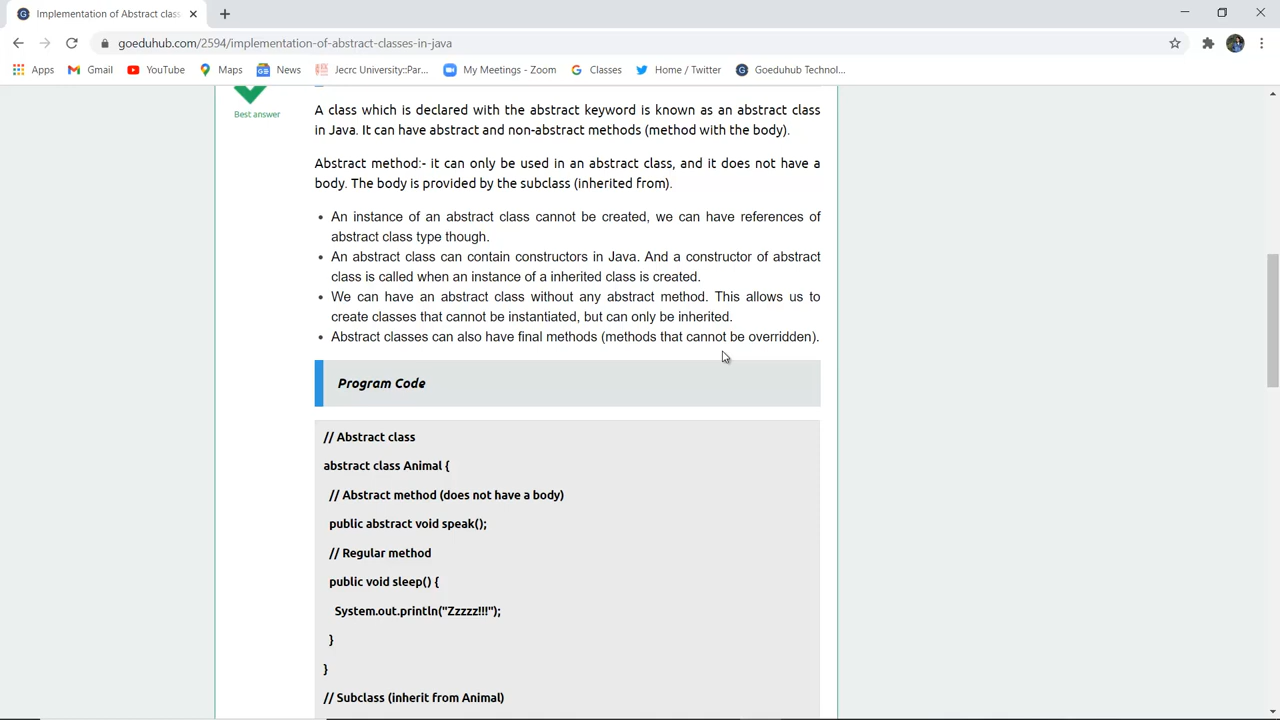 Implementation of Abstract class
goeduhub.com/2594/implementation-of-abstract-classes-in-java
Apps Gmail YouTube Maps News Jecrc University::Par... My Meetings - Zoom Classes Home / Twitter Goeduhub Technol...
Best answer
A class which is declared with the abstract keyword is known as an abstract class
in Java. It can have abstract and non-abstract methods (method with the body).
Abstract method:- it can only be used in an abstract class, and it does not have a
body. The body is provided by the subclass (inherited from).
• An instance of an abstract class cannot be created, we can have references of
abstract class type though.
• An abstract class can contain constructors in Java. And a constructor of abstract
class is called when an instance of a inherited class is created.
• We can have an abstract class without any abstract method. This allows us to
create classes that cannot be instantiated, but can only be inherited.
• Abstract classes can also have final methods (methods that cannot be overridden).
Program Code
// Abstract class
abstract class Animal {
// Abstract method (does not have a body)
public abstract void speak();
// Regular method
public void sleep() {
System.out.println("Zzzzz!!!");
}
}
// Subclass (inherit from Animal)